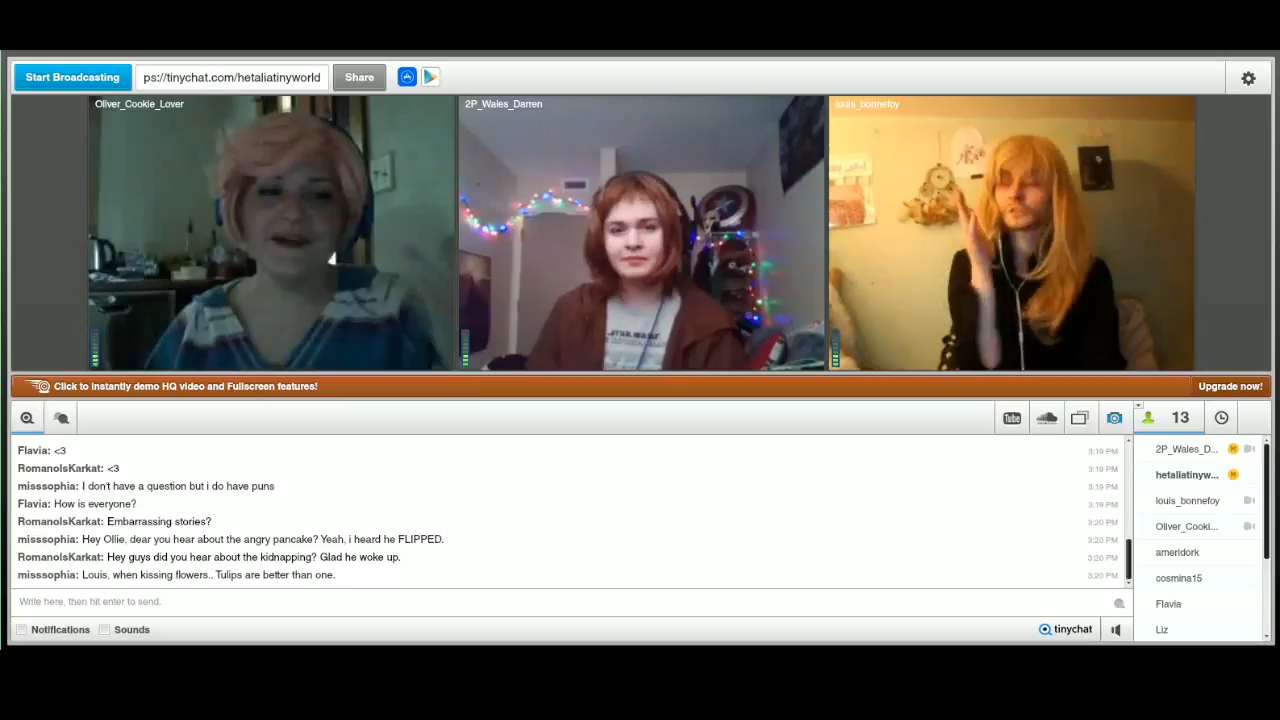 Start Broadcasting
ps://tinychat.com/hetaliatinyworld
Share
Oliver_Cookie_Lover
2P_Wales_Darren
louis_bonnefoy
STAR WARS
Click to instantly demo HQ video and Fullscreen features!
Upgrade now!
You Tube
13
Flavia: <3
3:19 PM
RomanoIsKarkat: <3
3:19 PM
misssophia: I don't have a question but i do have puns
3:19 PM
Flavia: How is everyone?
3:19 PM
RomanoIsKarkat: Embarrassing stories?
3:20 PM
misssophia: Hey Ollie, dear you hear about the angry pancake? Yeah, i heard he FLIPPED.
3:20 PM
RomanoIsKarkat: Hey guys did you hear about the kidnapping? Glad he woke up.
3:20 PM
misssophia: Louis, when kissing flowers.. Tulips are better than one.
3:20 PM
2P_Wales_D... M
hetaliatinyw... M
louis_bonnefoy
Oliver_Cooki...
ameridork
cosmina15
Flavia
Liz
Write here, then hit enter to send.
Notifications
Sounds
tinychat